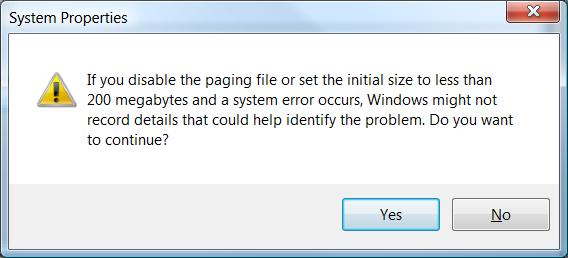 System Properties
If you disable the paging file or set the initial size to less than
200 megabytes and a system error occurs, Windows might not
record details that could help identify the problem. Do you want
to continue?
Yes
No